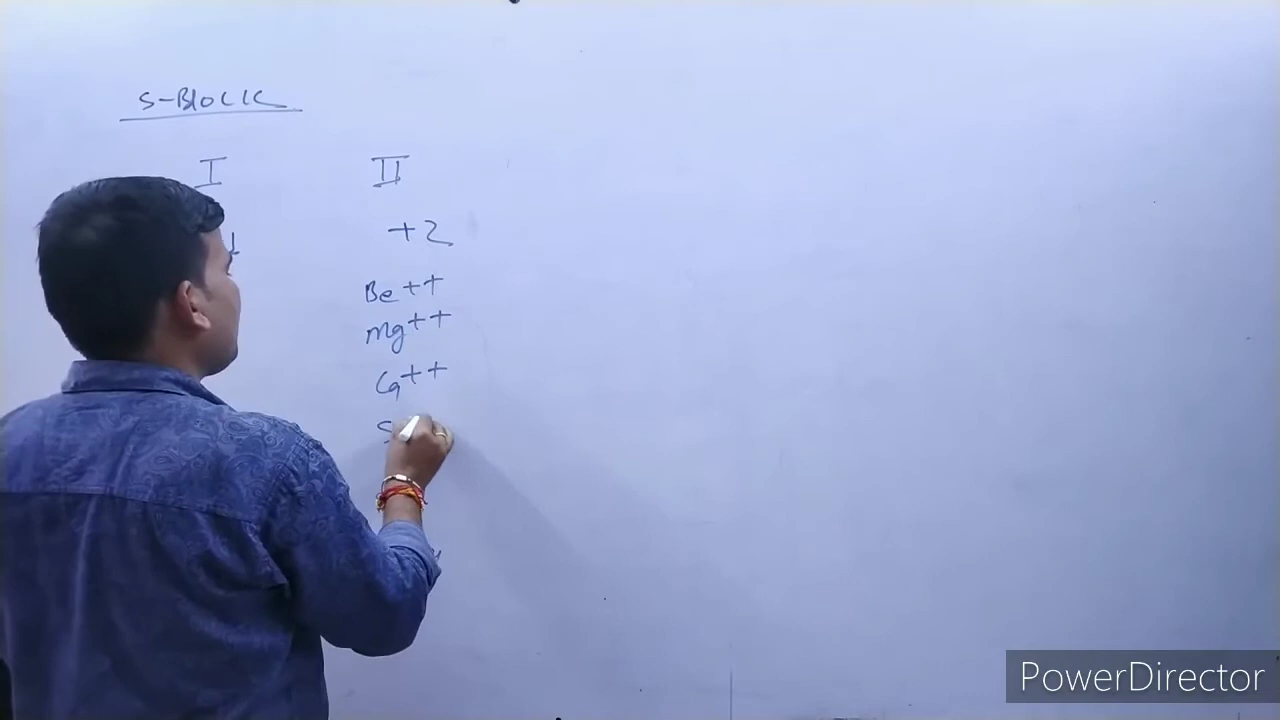 S-BLOCK
I II
+2
Be++
Mg++
Ca++
S
PowerDirector